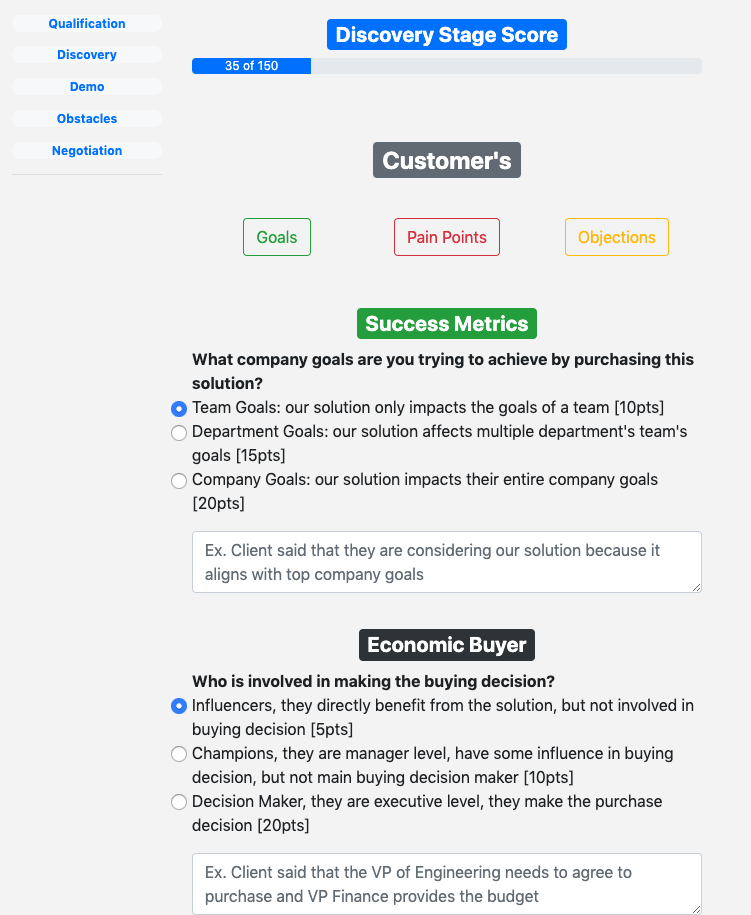 Qualification
Discovery
Demo
Obstacles
Negotiation
Discovery Stage Score
35 of 150
Customer's
Goals
Pain Points
Objections
Success Metrics
What company goals are you trying to achieve by purchasing this
solution?
Team Goals: our solution only impacts the goals of a team [10pts]
Department Goals: our solution affects multiple department's team's
goals [15pts]
Company Goals: our solution impacts their entire company goals
[20pts]
Ex. Client said that they are considering our solution because it
aligns with top company goals
Economic Buyer
Who is involved in making the buying decision?
Influencers, they directly benefit from the solution, but not involved in
buying decision [5pts]
Champions, they are manager level, have some influence in buying
decision, but not main buying decision maker [10pts]
Decision Maker, they are executive level, they make the purchase
decision [20pts]
Ex. Client said that the VP of Engineering needs to agree to
purchase and VP Finance provides the budget